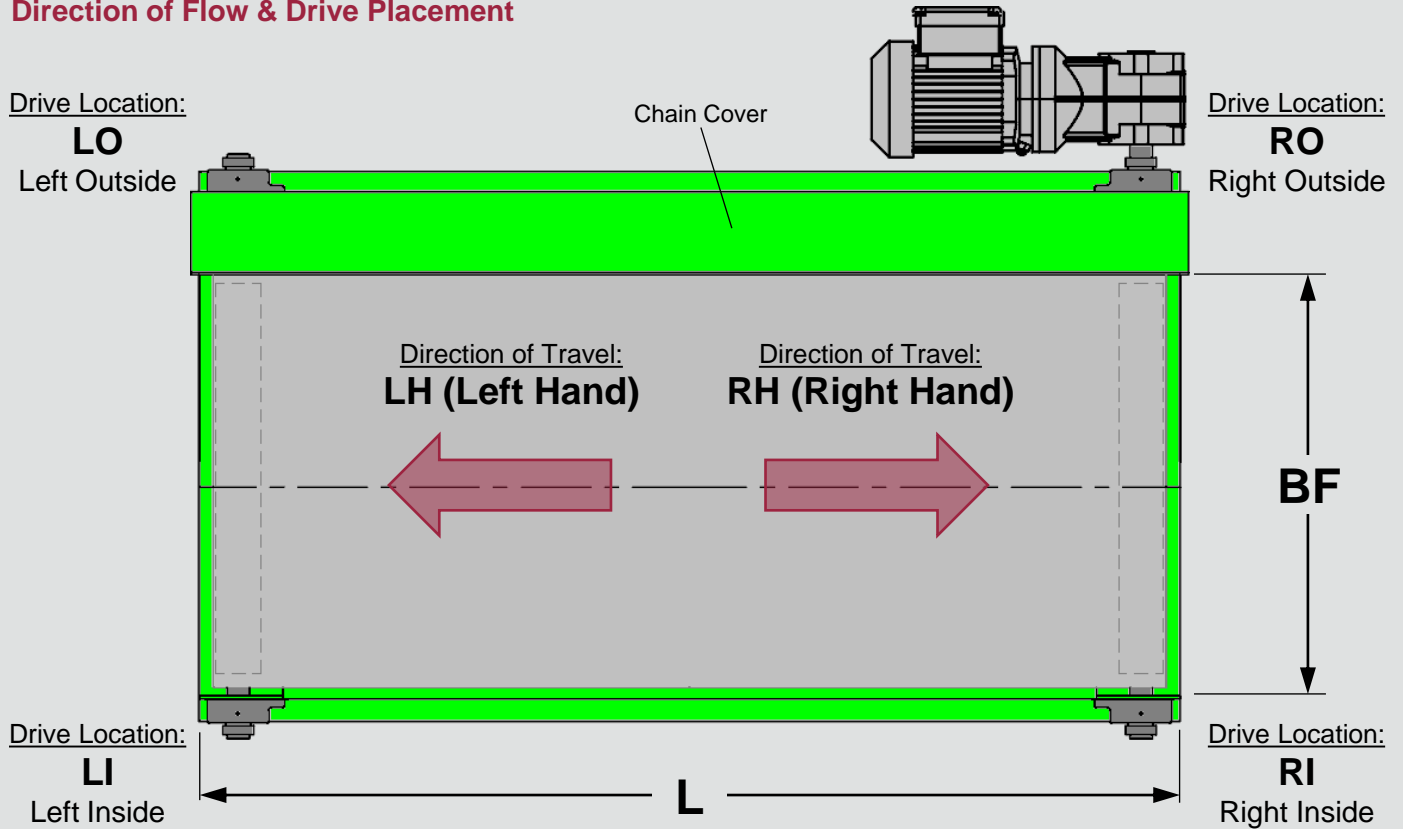 Direction of Flow & Drive Placement
Drive Location:
LO
Left Outside
Chain Cover
Drive Location:
RO
Right Outside
Direction of Travel:
LH (Left Hand)
Direction of Travel:
RH (Right Hand)
BF
Drive Location:
LI
Left Inside
L
Drive Location:
RI
Right Inside